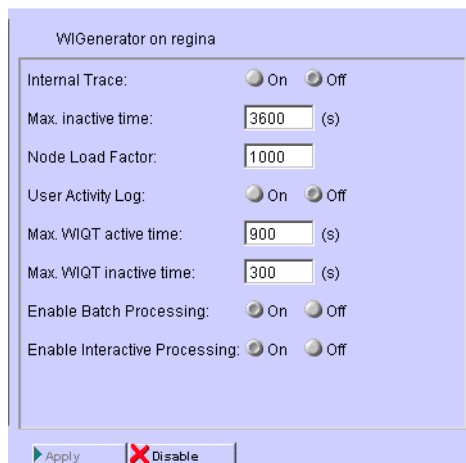 WIGenerator on regina
Internal Trace: On Off
Max. inactive time: 3600 (s)
Node Load Factor: 1000
User Activity Log: On Off
Max. WIQT active time: 900 (s)
Max. WIQT inactive time: 300 (s)
Enable Batch Processing: On Off
Enable Interactive Processing: On Off
Apply Disable